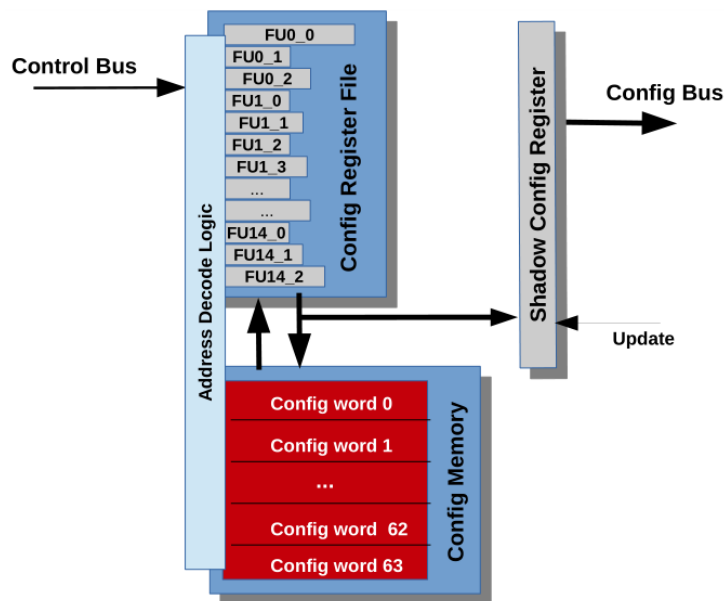 Control Bus
Address Decode Logic
FU0_0
FU0_1
FU0_2
FU1_0
FU1_1
FU1_2
FU1_3
...
...
FU14_0
FU14_1
FU14_2
Config Register File
Shadow Config Register
Config Bus
Update
Config word 0
Config word 1
...
Config word 62
Config word 63
Config Memory